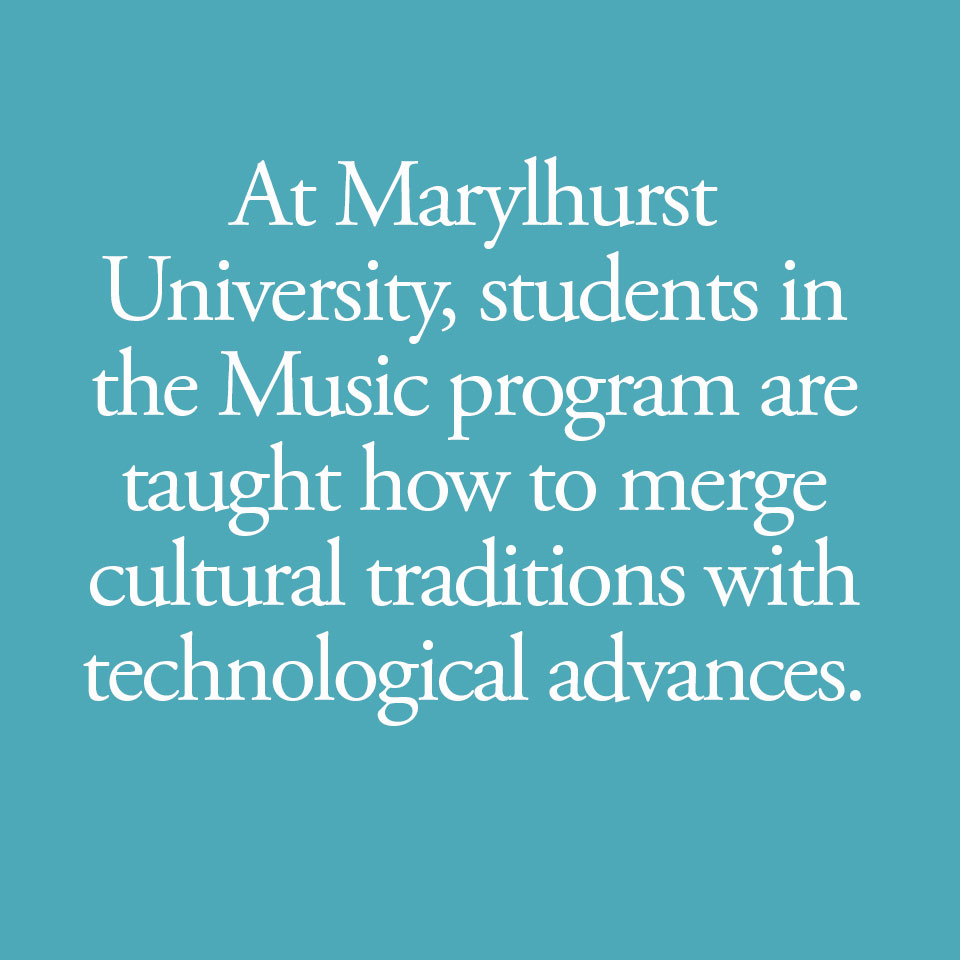 At Marylhurst
University, students in
the Music program are
taught how to merge
cultural traditions with
technological advances.